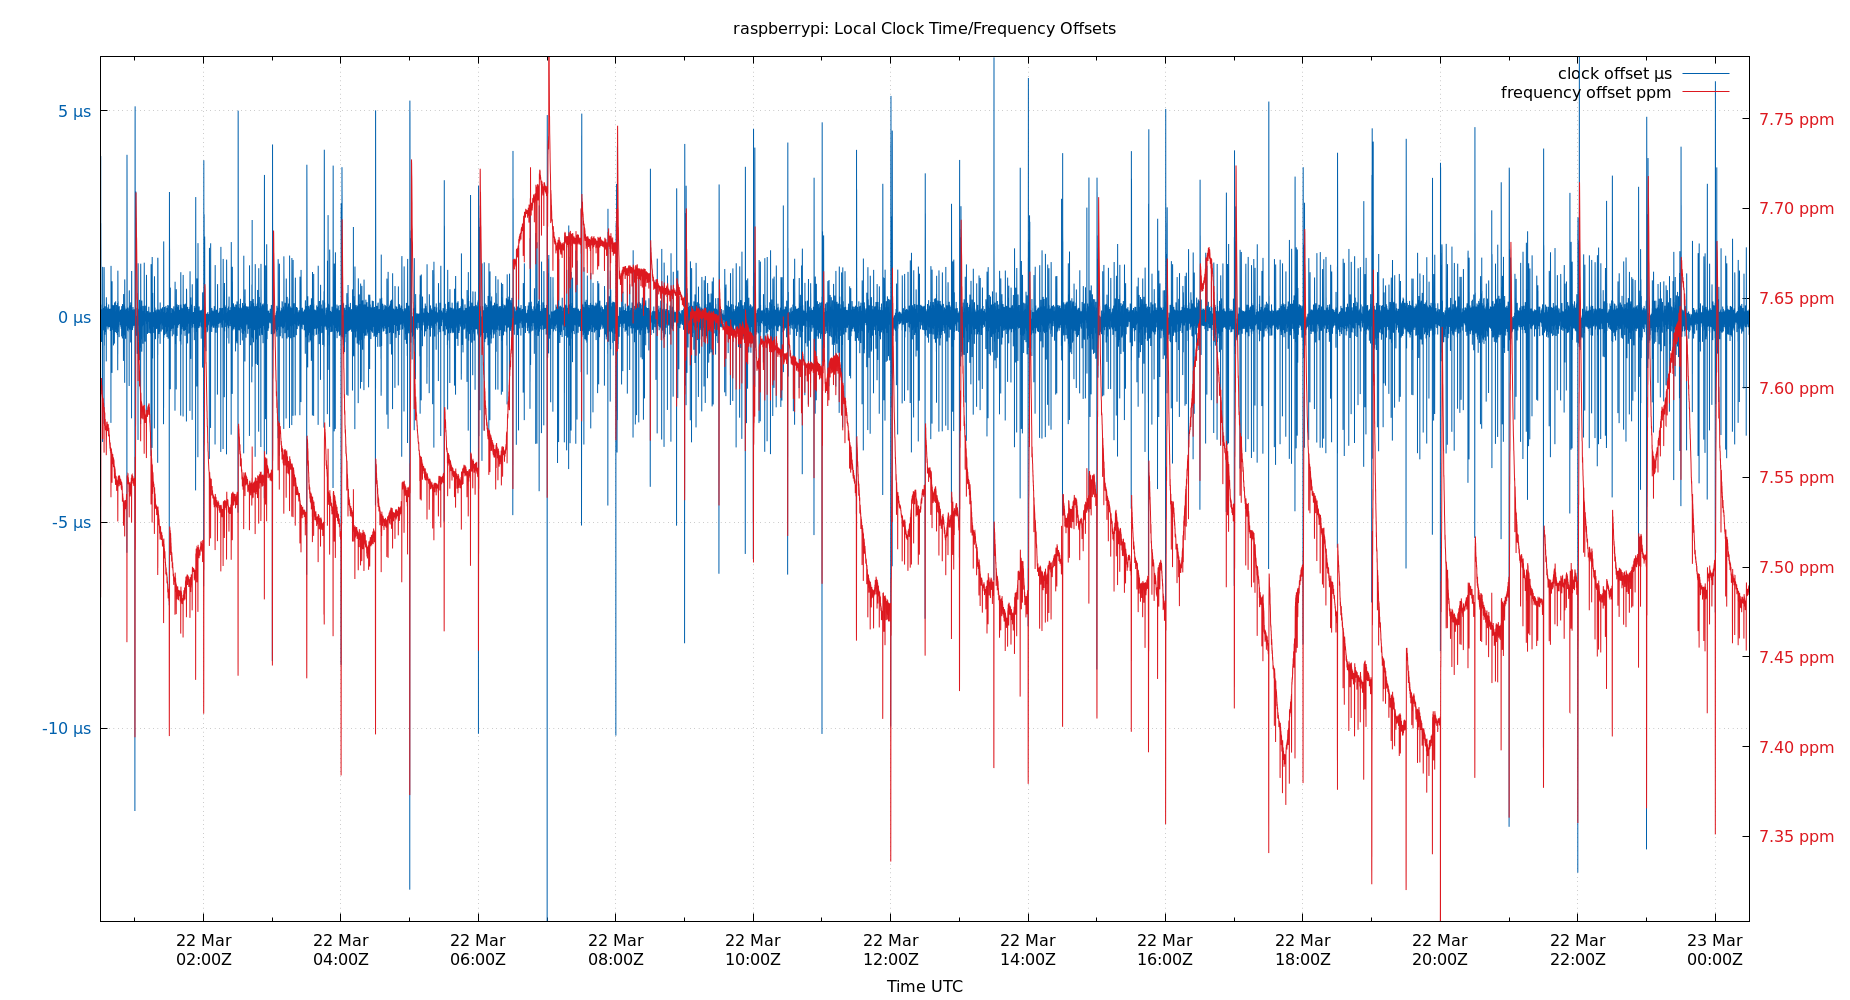 raspberrypi: Local Clock Time/Frequency Offsets
clock offset µs
frequency offset ppm
5 µs
0 µs
-5 µs
-10 µs
7.75 ppm
7.70 ppm
7.65 ppm
7.60 ppm
7.55 ppm
7.50 ppm
7.45 ppm
7.40 ppm
7.35 ppm
22 Mar 22 Mar 22 Mar 22 Mar 22 Mar 22 Mar 22 Mar 22 Mar 22 Mar 22 Mar 22 Mar 23 Mar
02:00Z 04:00Z 06:00Z 08:00Z 10:00Z 12:00Z 14:00Z 16:00Z 18:00Z 20:00Z 22:00Z 00:00Z
Time UTC